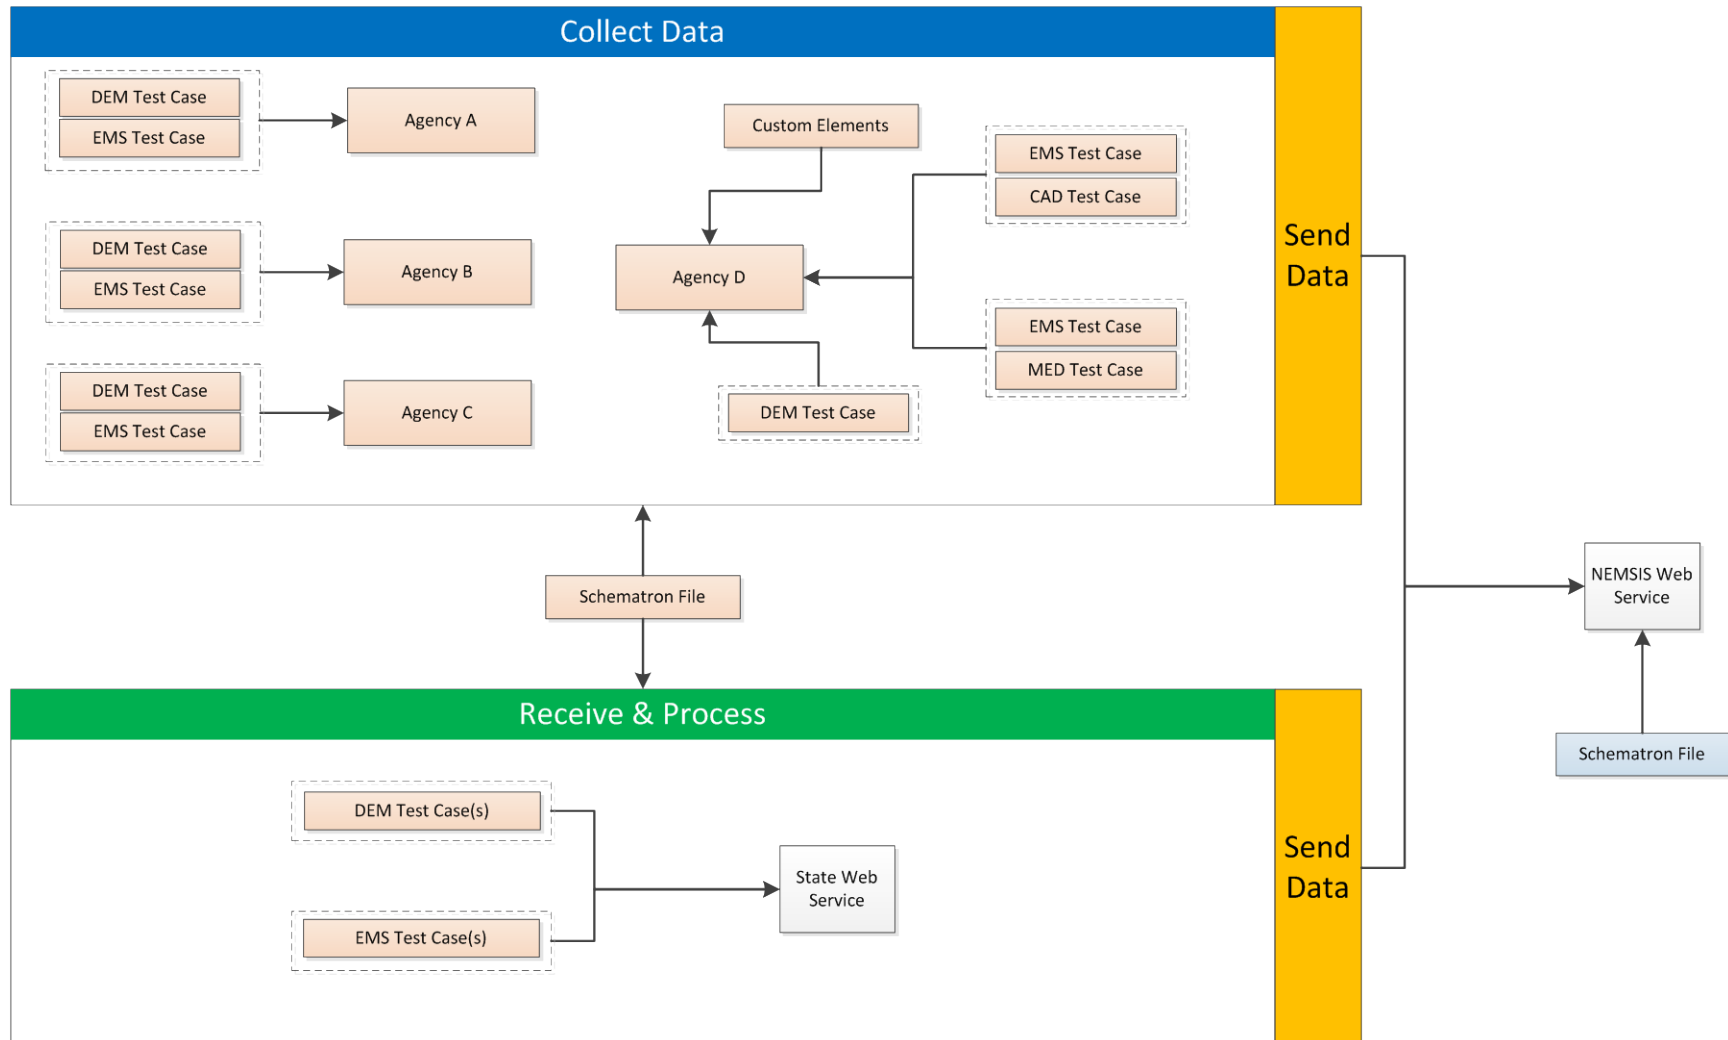 Collect Data
Send
Data
DEM Test Case
EMS Test Case
Agency A
DEM Test Case
EMS Test Case
Agency B
DEM Test Case
EMS Test Case
Agency C
Custom Elements
Agency D
DEM Test Case
EMS Test Case
CAD Test Case
EMS Test Case
MED Test Case
Schematron File
NEMSIS Web
Service
Schematron File
Receive & Process
Send
Data
DEM Test Case(s)
EMS Test Case(s)
State Web
Service